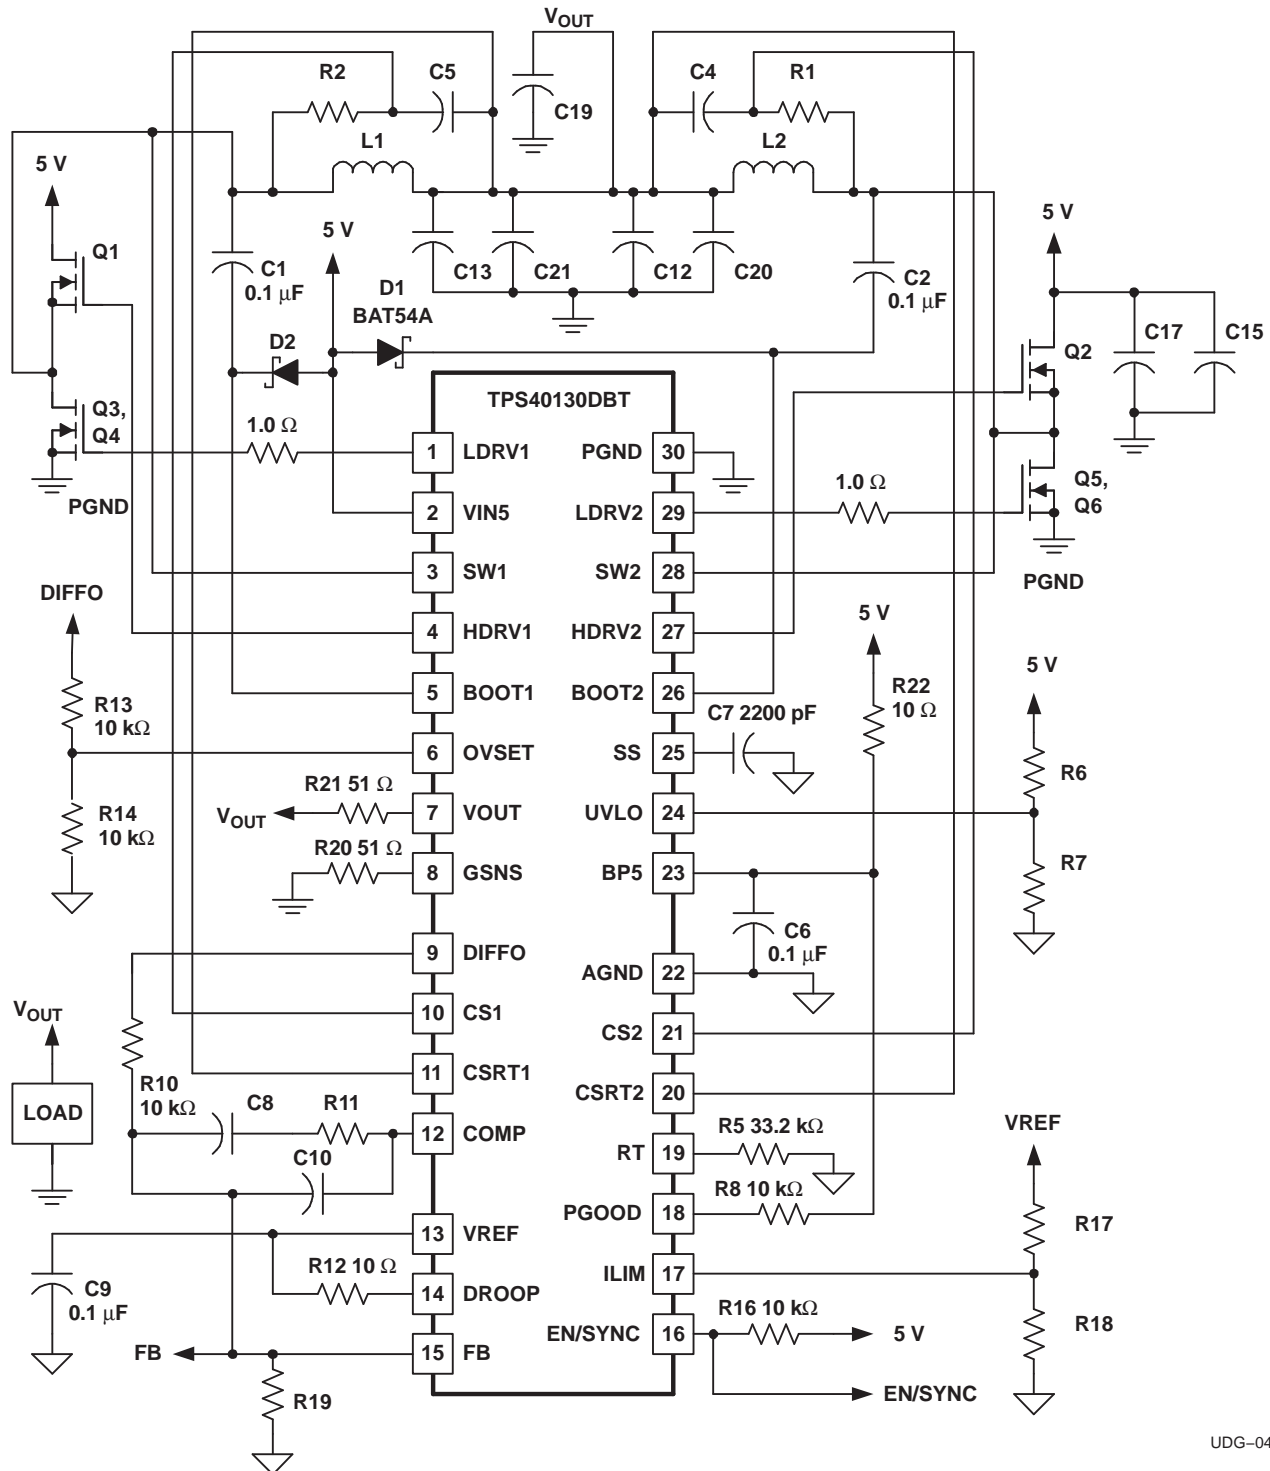 VOUT
R2
C5
C19
C4
R1
L1
L2
5 V
Q1
C1
0.1 µF
5 V
D1
BAT54A
C13
C21
C12
C20
C2
0.1 µF
5 V
Q2
C17
C15
D2
Q3,
Q4
PGND
1.0 Ω
TPS40130DBT
1 LDRV1
2 VIN5
3 SW1
4 HDRV1
5 BOOT1
6 OVSET
7 VOUT
8 GSNS
9 DIFFO
10 CS1
11 CSRT1
12 COMP
13 VREF
14 DROOP
15 FB
PGND 30
LDRV2 29
SW2 28
HDRV2 27
BOOT2 26
SS 25
UVLO 24
BP5 23
AGND 22
CS2 21
CSRT2 20
RT 19
PGOOD 18
ILIM 17
EN/SYNC 16
1.0 Ω
Q5,
Q6
PGND
DIFFO
R13
10 kΩ
R14
10 kΩ
VOUT
R21 51 Ω
R20 51 Ω
C7 2200 pF
5 V
R22
10 Ω
5 V
R6
R7
C6
0.1 µF
VOUT
LOAD
R10
10 kΩ
C8
R11
C10
R12 10 Ω
C9
0.1 µF
FB
R19
R5 33.2 kΩ
R8 10 kΩ
R16 10 kΩ
5 V
EN/SYNC
VREF
R17
R18
UDG–04